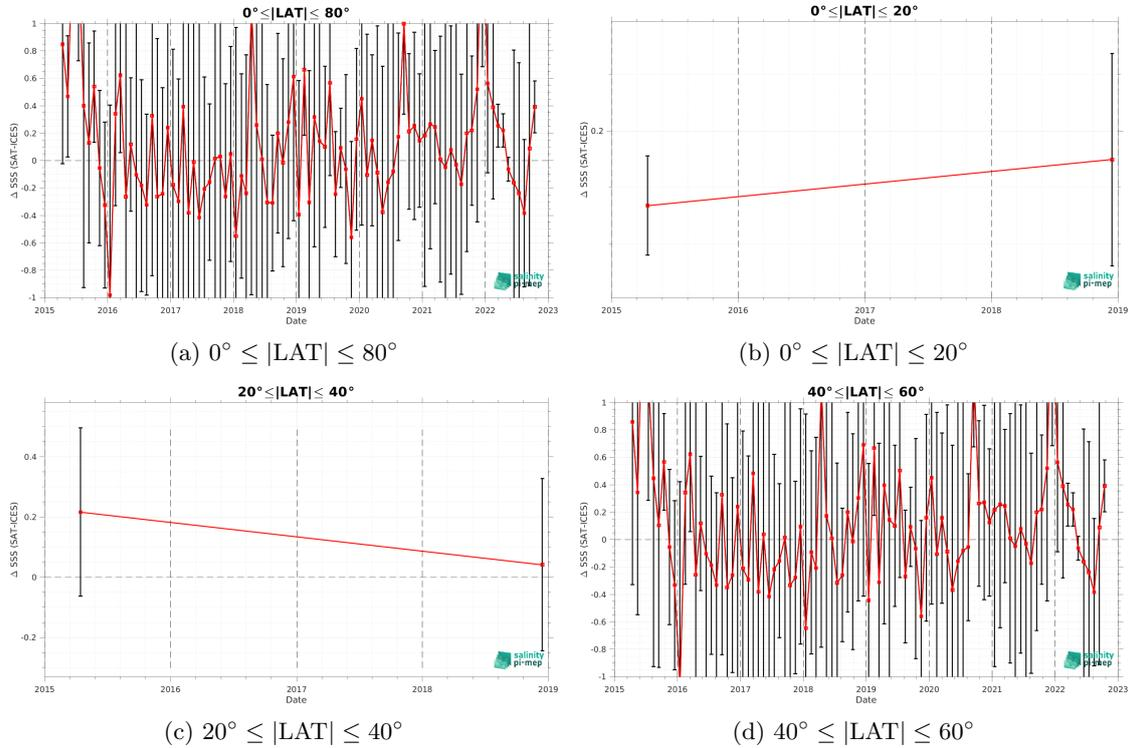 0°≤|LAT|≤ 80°
Δ SSS (SAT-ICES)
1
0.8
0.6
0.4
0.2
0
-0.2
-0.4
-0.6
-0.8
-1
2015 2016 2017 2018 2019 2020 2021 2022 2023
Date
salinity
pi-mep
(a) 0° ≤ |LAT| ≤ 80°
0°≤|LAT|≤ 20°
Δ SSS (SAT-ICES)
0.2
2015 2016 2017 2018 2019
Date
salinity
pi-mep
(b) 0° ≤ |LAT| ≤ 20°
20°≤|LAT|≤ 40°
Δ SSS (SAT-ICES)
0.4
0.2
0
-0.2
2015 2016 2017 2018 2019
Date
salinity
pi-mep
(c) 20° ≤ |LAT| ≤ 40°
40°≤|LAT|≤ 60°
Δ SSS (SAT-ICES)
1
0.8
0.6
0.4
0.2
0
-0.2
-0.4
-0.6
-0.8
-1
2015 2016 2017 2018 2019 2020 2021 2022 2023
Date
salinity
pi-mep
(d) 40° ≤ |LAT| ≤ 60°